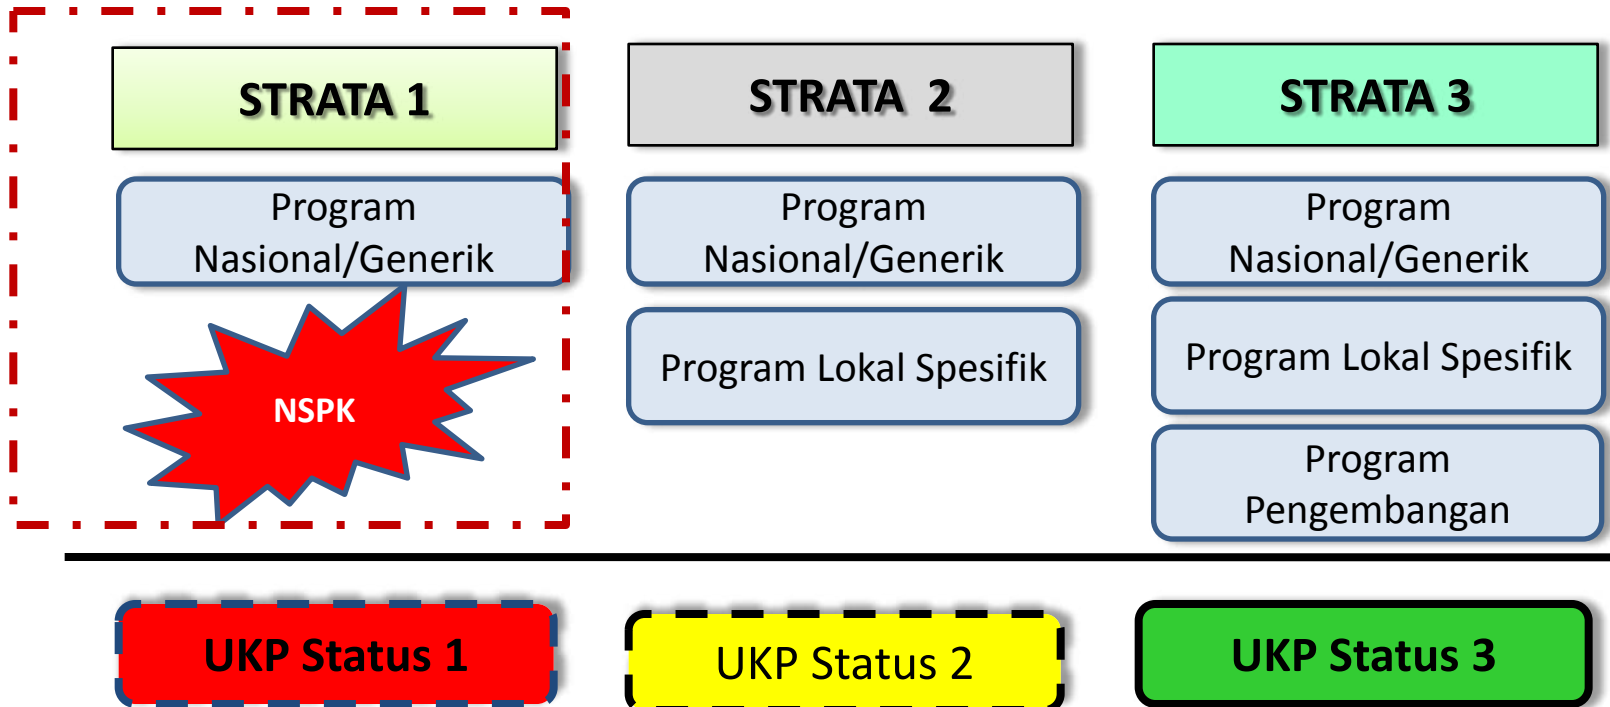 STRATA 1
STRATA 2
STRATA 3
Program
Nasional/Generik
Program
Nasional/Generik
Program
Nasional/Generik
NSPK
Program Lokal Spesifik
Program Lokal Spesifik
Program
Pengembangan
UKP Status 1
UKP Status 2
UKP Status 3